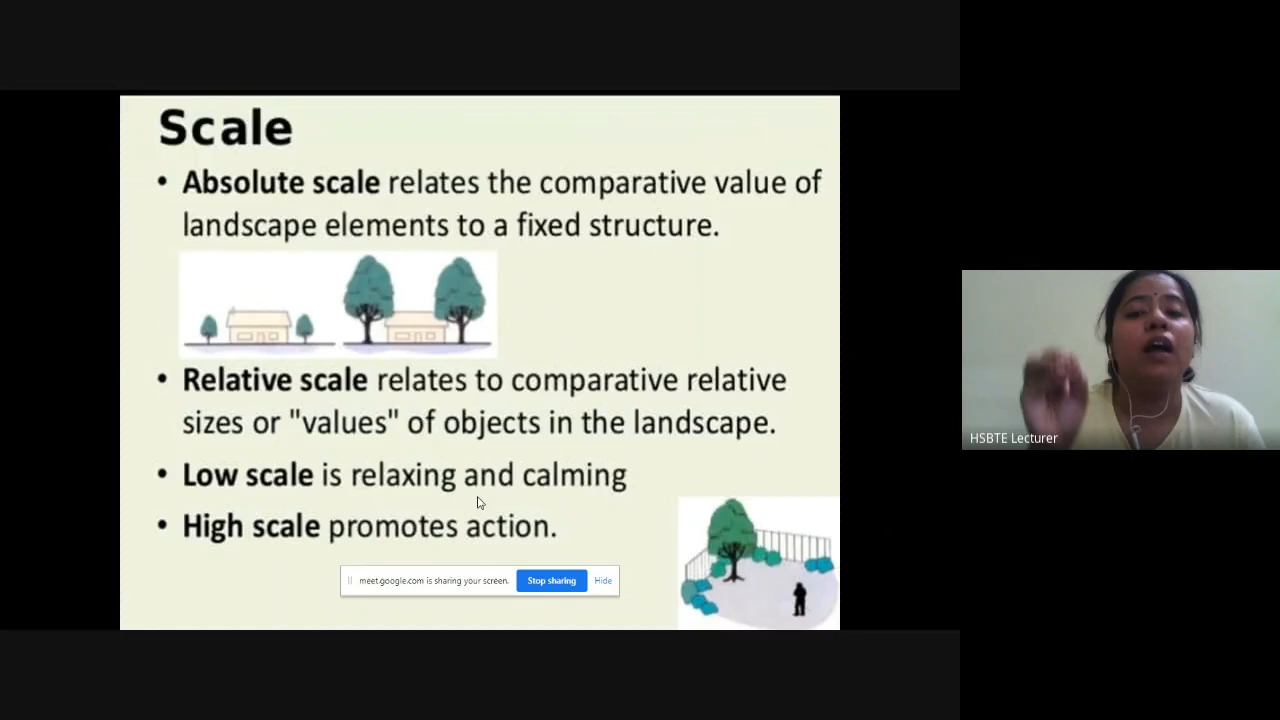 Scale
• Absolute scale relates the comparative value of
landscape elements to a fixed structure.
• Relative scale relates to comparative relative
sizes or "values" of objects in the landscape.
• Low scale is relaxing and calming
• High scale promotes action.
meet.google.com is sharing your screen. Stop sharing Hide
HSBTE Lecturer